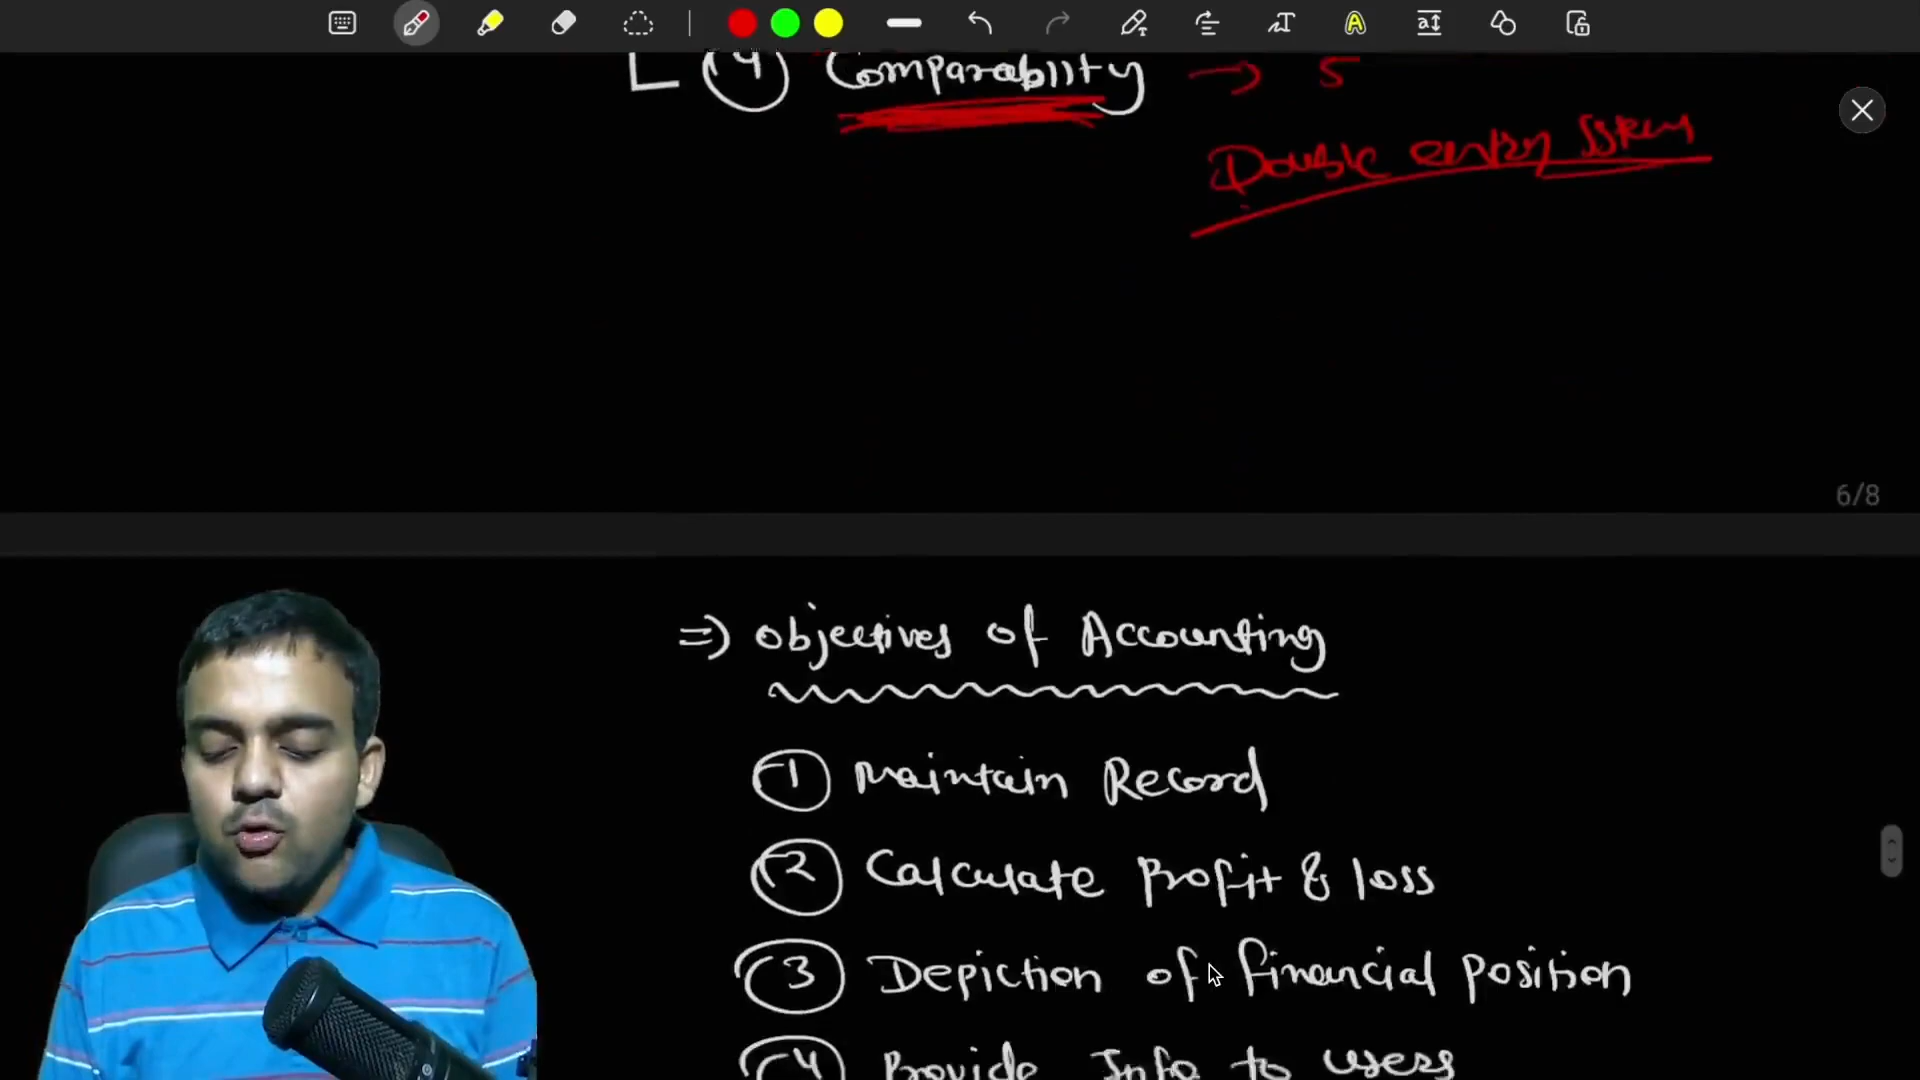 ④ Comparability → 5
Double entry System
6/8
⇒ Objectives of Accounting
① Maintain Record
② Calculate Profit & loss
③ Depiction of financial position
④ Provide Info to users